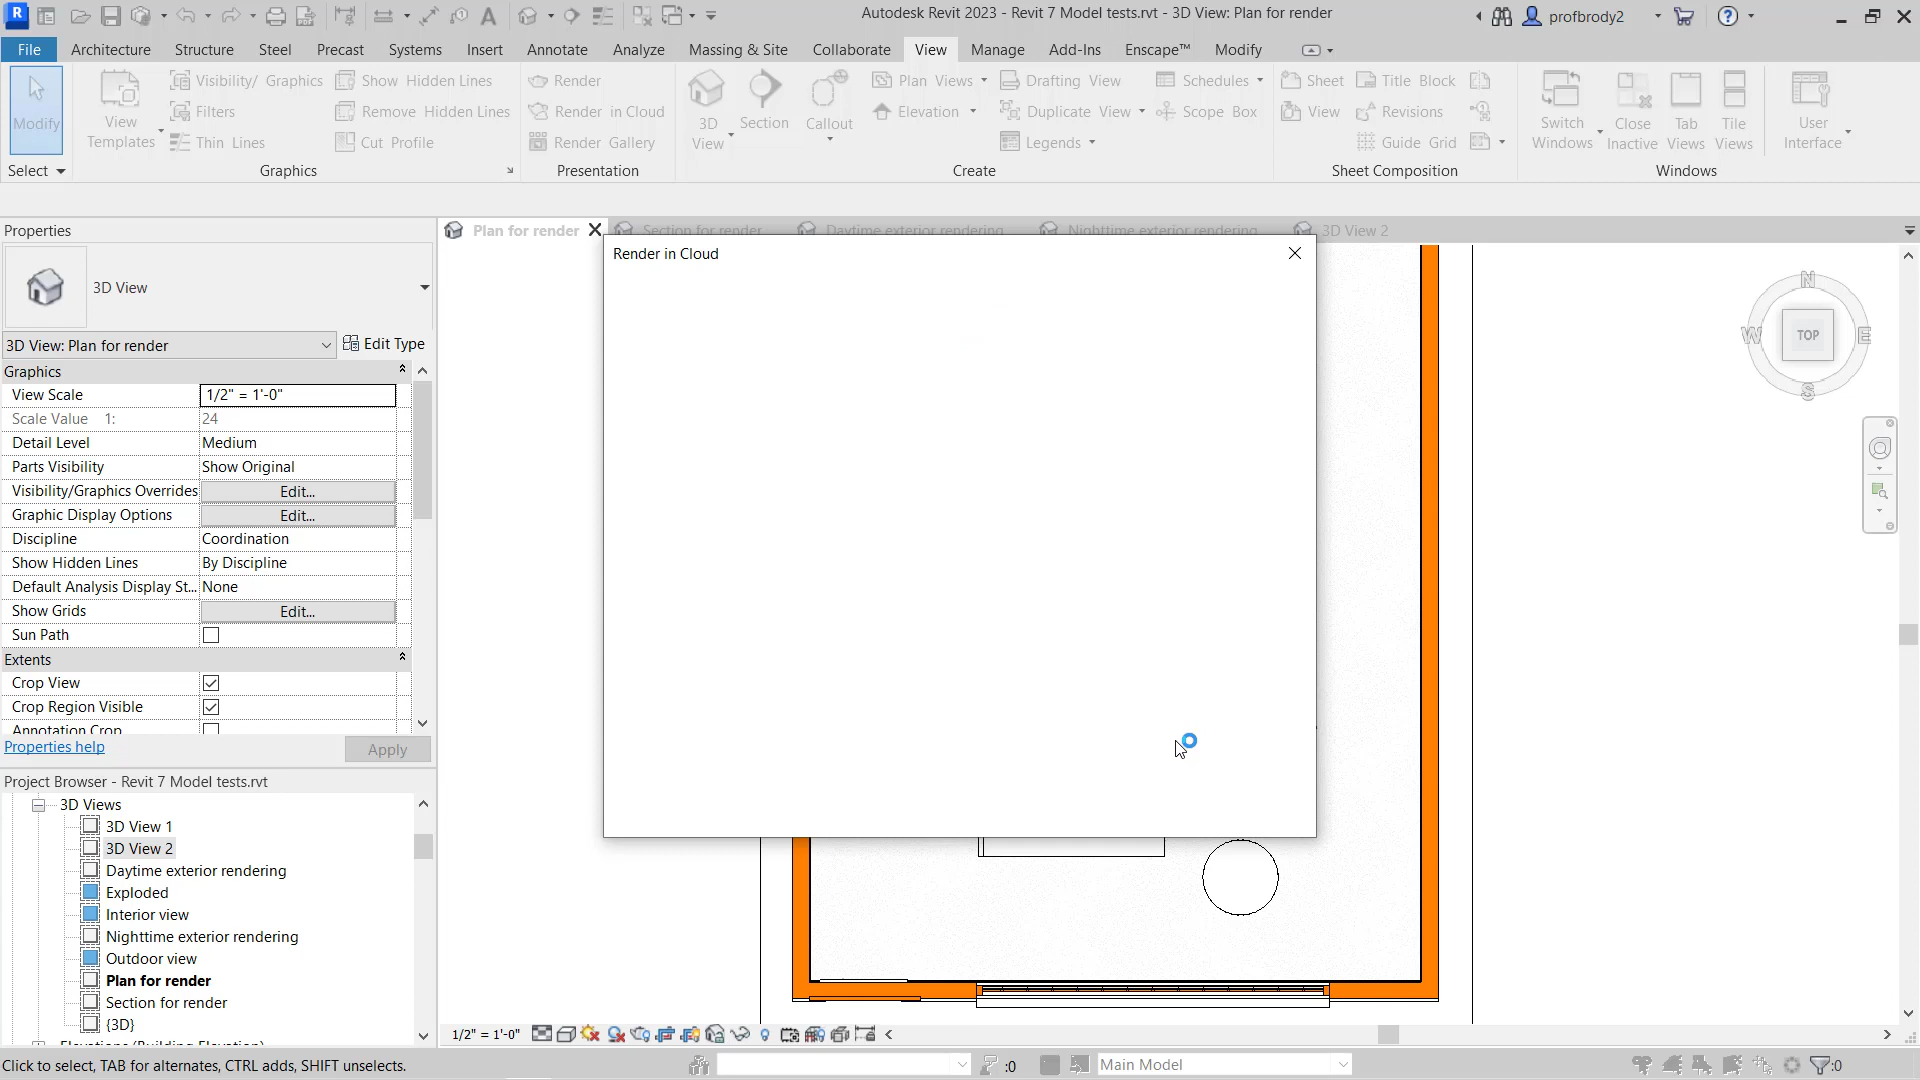 Autodesk Revit 2023 - Revit 7 Model tests.rvt - 3D View: Plan for render
profbrody2
File Architecture Structure Steel Precast Systems Insert Annotate Analyze Massing & Site Collaborate View Manage Add-Ins Enscape™ Modify
Modify
View Templates
Visibility/ Graphics
Filters
Thin Lines
Show Hidden Lines
Remove Hidden Lines
Cut Profile
Render
Render in Cloud
Render Gallery
3D View
Section
Callout
Plan Views
Elevation
Drafting View
Duplicate View
Legends
Schedules
Scope Box
Sheet
View
Title Block
Revisions
Guide Grid
Switch Windows
Close Inactive
Tab Views
Tile Views
User Interface
Select Graphics Presentation Create Sheet Composition Windows
Properties
Plan for render Section for render Daytime exterior rendering Nighttime exterior rendering 3D View 2
Render in Cloud
3D View
3D View: Plan for render Edit Type
Graphics
View Scale 1/2" = 1'-0"
Scale Value 1: 24
Detail Level Medium
Parts Visibility Show Original
Visibility/Graphics Overrides Edit...
Graphic Display Options Edit...
Discipline Coordination
Show Hidden Lines By Discipline
Default Analysis Display St... None
Show Grids Edit...
Sun Path
Extents
Crop View
Crop Region Visible
Annotation Crop
Properties help Apply
Project Browser - Revit 7 Model tests.rvt
3D Views
3D View 1
3D View 2
Daytime exterior rendering
Exploded
Interior view
Nighttime exterior rendering
Outdoor view
Plan for render
Section for render
{3D}
Elevations (Building Elevation)
N
W TOP E
S
1/2" = 1'-0"
Click to select, TAB for alternates, CTRL adds, SHIFT unselects.
:0
Main Model
:0